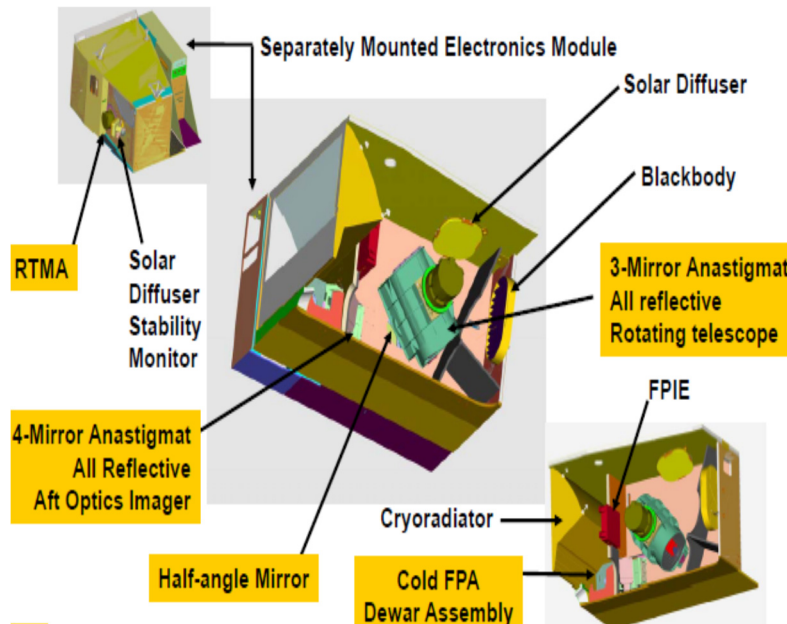 Separately Mounted Electronics Module
Solar Diffuser
Blackbody
RTMA
Solar
Diffuser
Stability
Monitor
3-Mirror Anastigmat
All reflective
Rotating telescope
FPIE
4-Mirror Anastigmat
All Reflective
Aft Optics Imager
Cryoradiator
Half-angle Mirror
Cold FPA
Dewar Assembly